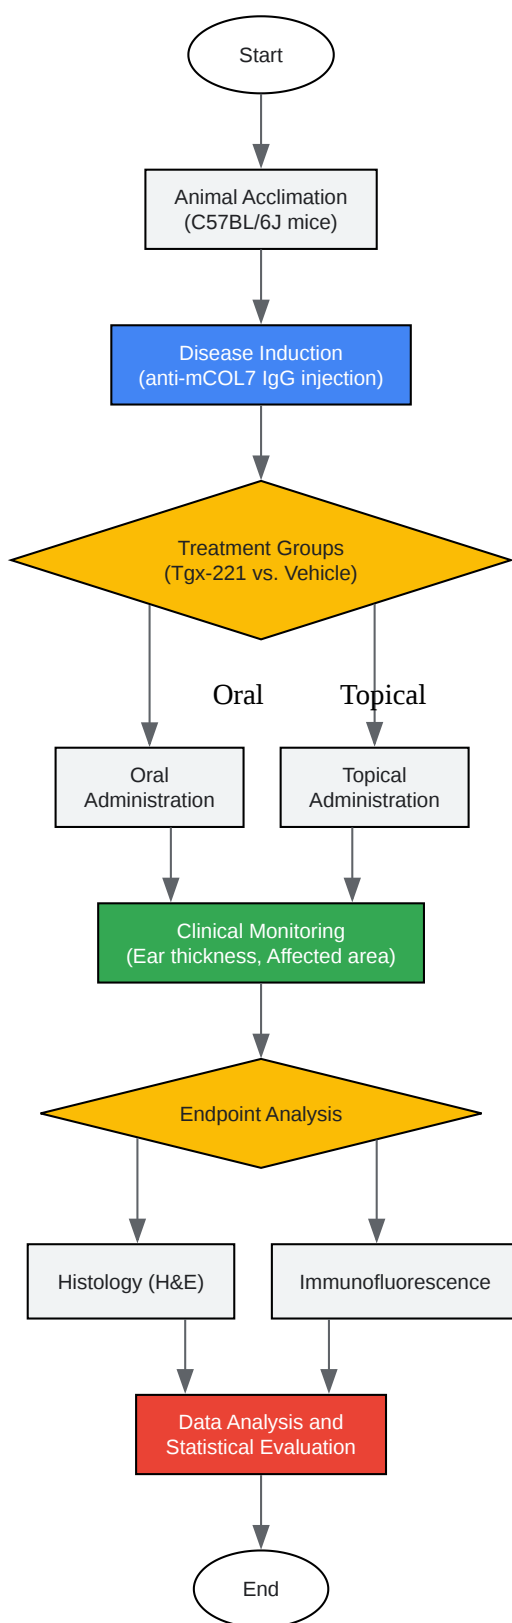 Start
Animal Acclimation
(C57BL/6J mice)
Disease Induction
(anti-mCOL7 IgG injection)
Treatment Groups
(Tgx-221 vs. Vehicle)
Oral
Topical
Oral
Administration
Topical
Administration
Clinical Monitoring
(Ear thickness, Affected area)
Endpoint Analysis
Histology (H&E)
Immunofluorescence
Data Analysis and
Statistical Evaluation
End